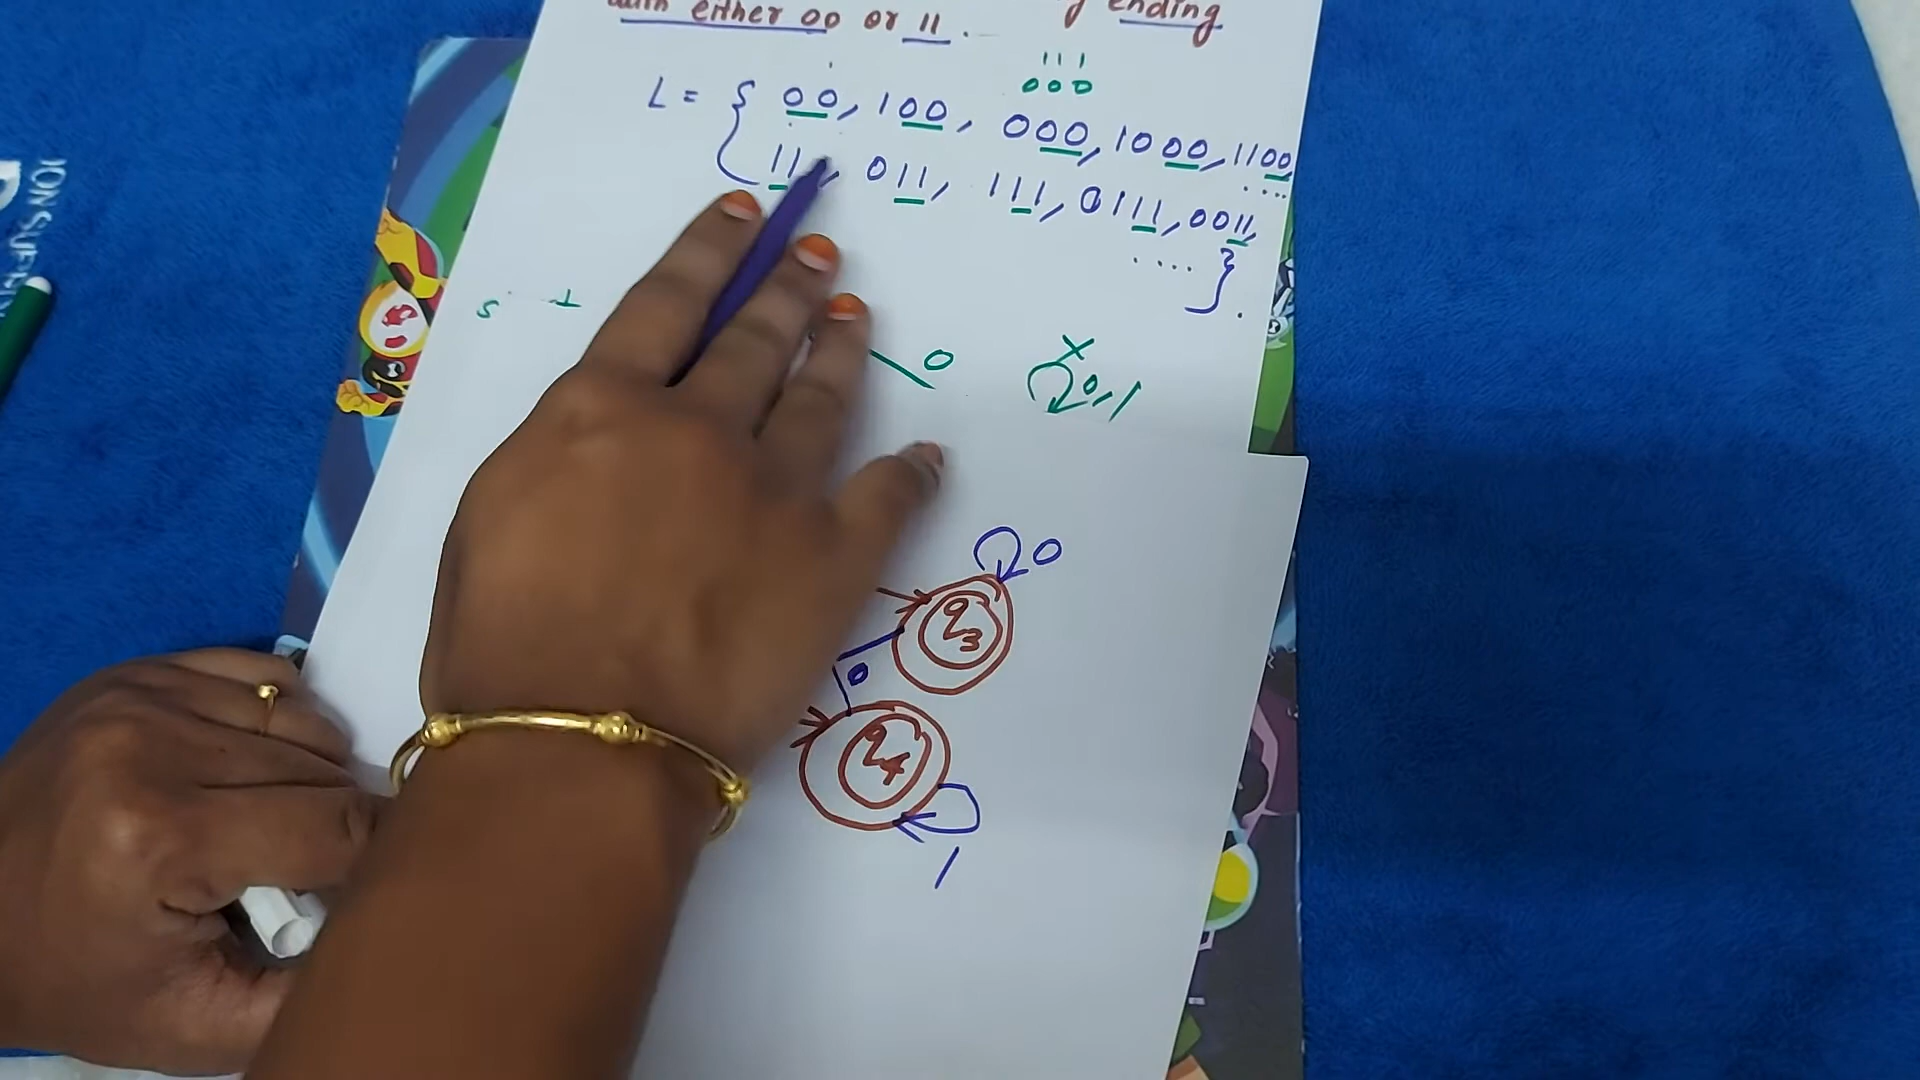 with either 00 or 11.
ending
111
000
L = { 00, 100, 000, 1000, 1100, ....
11, 011, 111, 0111, 0011, .... }.
s
0
x
0,1
0
q3
0
q4
1